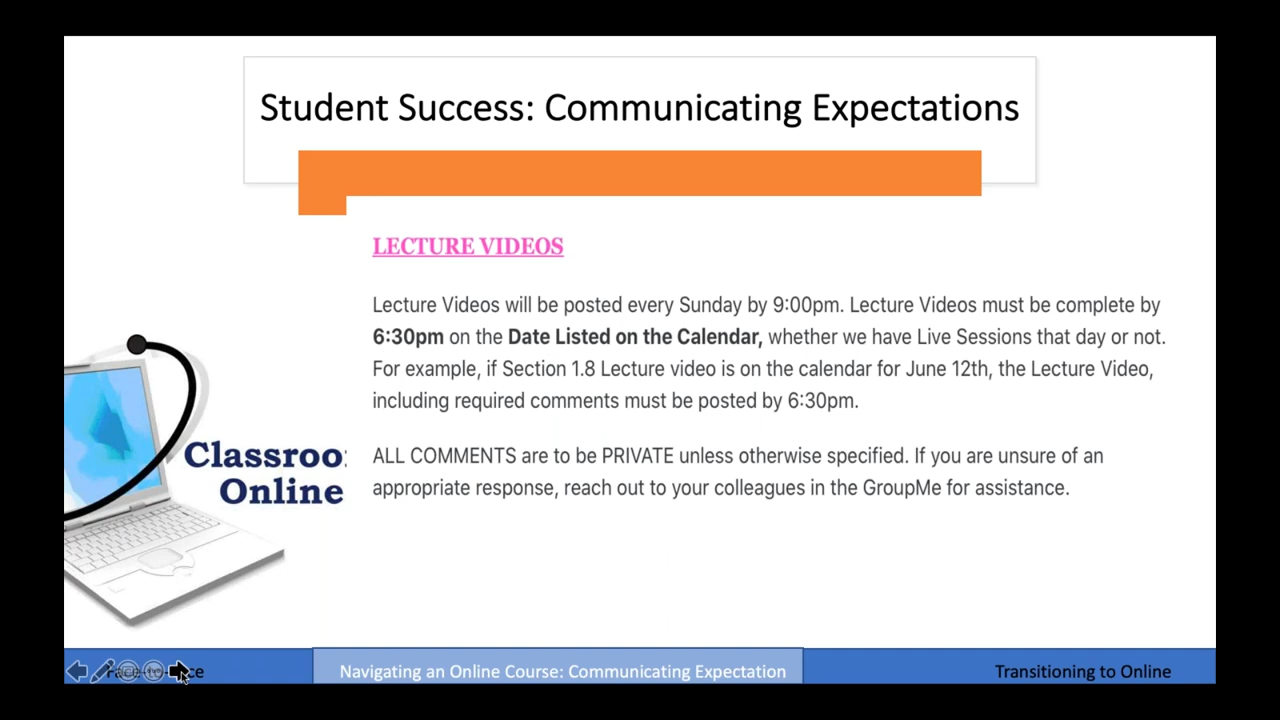 Student Success: Communicating Expectations
LECTURE VIDEOS
Lecture Videos will be posted every Sunday by 9:00pm. Lecture Videos must be complete by
6:30pm on the Date Listed on the Calendar, whether we have Live Sessions that day or not.
For example, if Section 1.8 Lecture video is on the calendar for June 12th, the Lecture Video,
including required comments must be posted by 6:30pm.
ALL COMMENTS are to be PRIVATE unless otherwise specified. If you are unsure of an
appropriate response, reach out to your colleagues in the GroupMe for assistance.
Classroo
Online
Navigating an Online Course: Communicating Expectation
Transitioning to Online